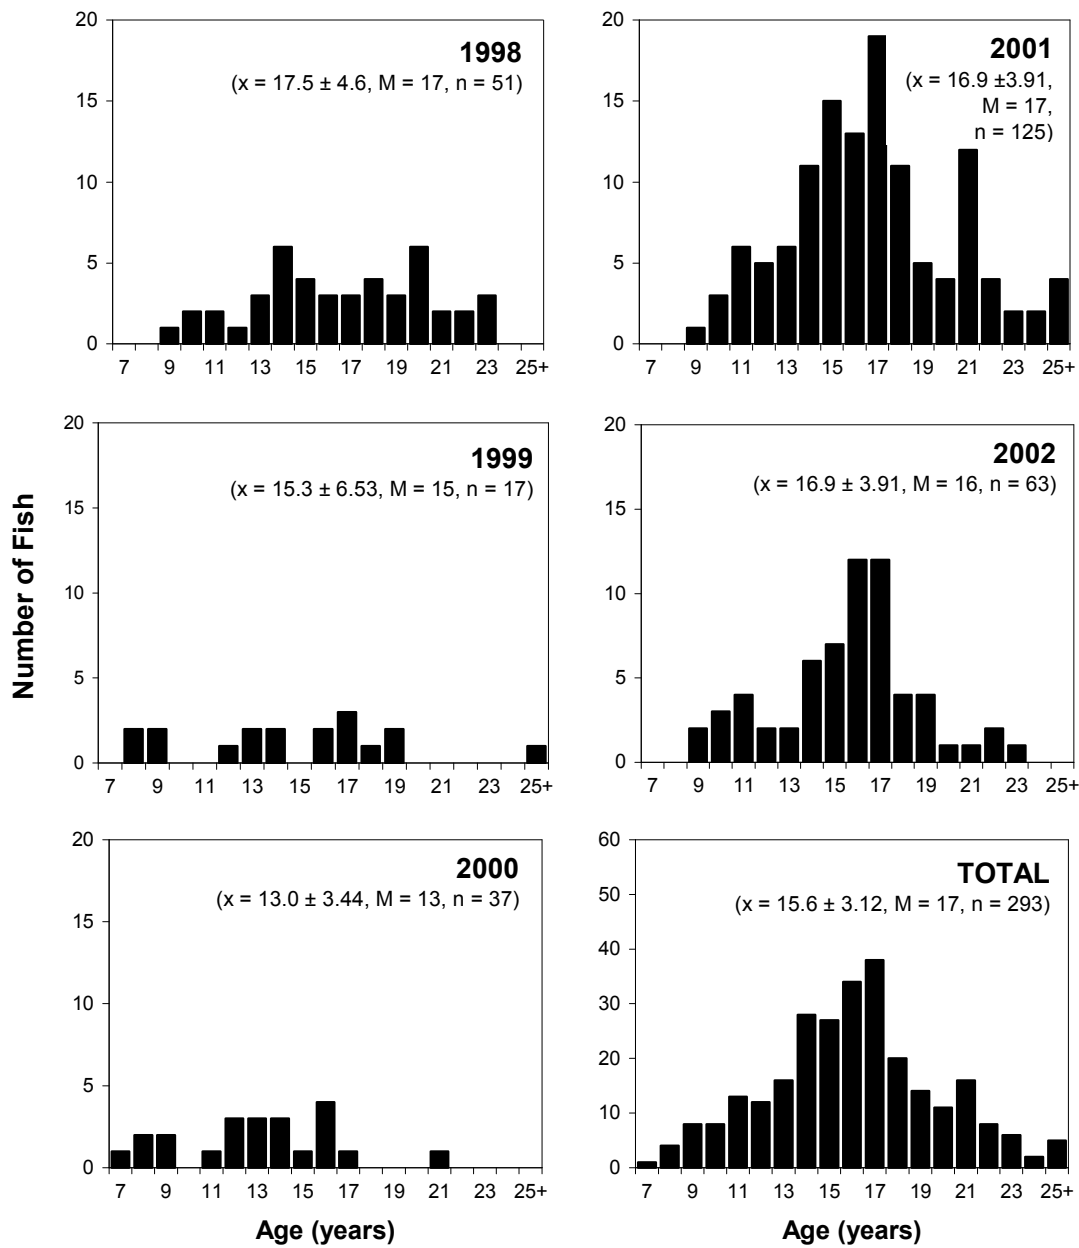 20
1998
(x = 17.5 ± 4.6, M = 17, n = 51)
15
10
5
0
7 9 11 13 15 17 19 21 23 25+
20
2001
(x = 16.9 ±3.91,
M = 17,
n = 125)
15
10
5
0
7 9 11 13 15 17 19 21 23 25+
Number of Fish
20
1999
(x = 15.3 ± 6.53, M = 15, n = 17)
15
10
5
0
7 9 11 13 15 17 19 21 23 25+
20
2002
(x = 16.9 ± 3.91, M = 16, n = 63)
15
10
5
0
7 9 11 13 15 17 19 21 23 25+
20
2000
(x = 13.0 ± 3.44, M = 13, n = 37)
15
10
5
0
7 9 11 13 15 17 19 21 23 25+
Age (years)
60
TOTAL
(x = 15.6 ± 3.12, M = 17, n = 293)
50
40
30
20
10
0
7 9 11 13 15 17 19 21 23 25+
Age (years)